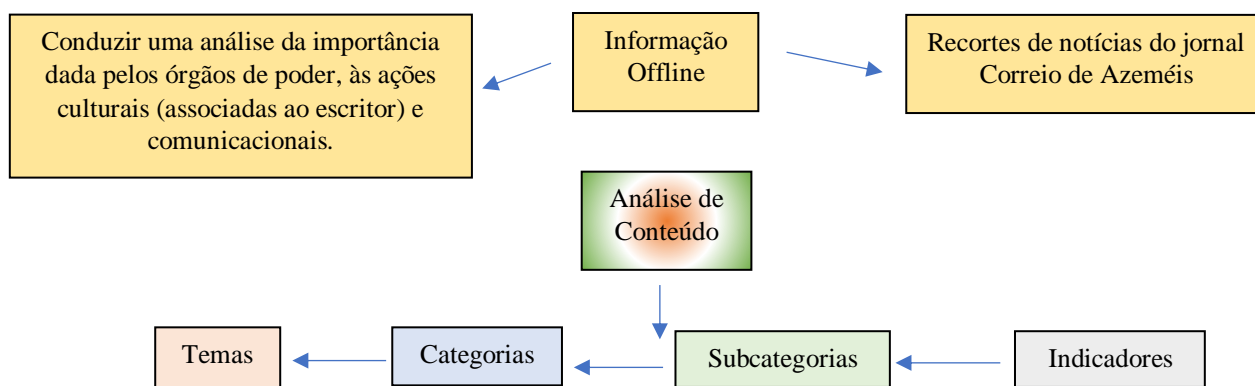 Conduzir uma análise da importância
dada pelos órgãos de poder, às ações
culturais (associadas ao escritor) e
comunicacionais.
Informação
Offline
Recortes de notícias do jornal
Correio de Azeméis
Análise de
Conteúdo
Temas
Categorias
Subcategorias
Indicadores